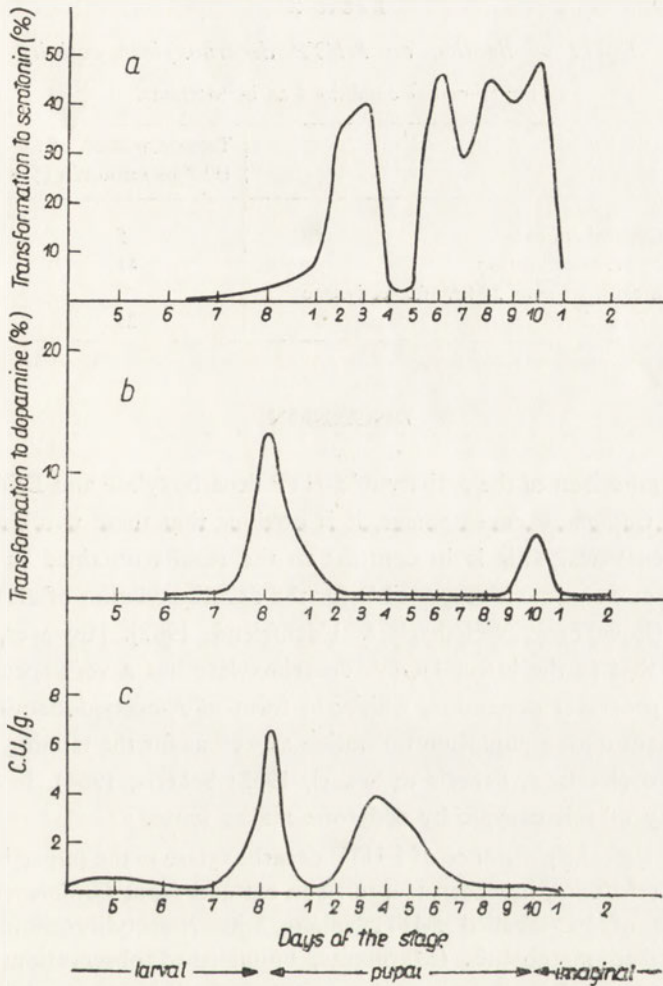 Transformation to serotonin (%)
50
40
30
20
10
a
5 6 7 8 1 2 3 4 5 6 7 8 9 10 1 2
Transformation to dopamine (%)
20
10
b
5 6 7 8 1 2 3 4 5 6 7 8 9 10 1 2
C.U./g.
8
6
4
2
c
5 6 7 8 1 2 3 4 5 6 7 8 9 10 1 2
Days of the stage
larval pupal imaginal